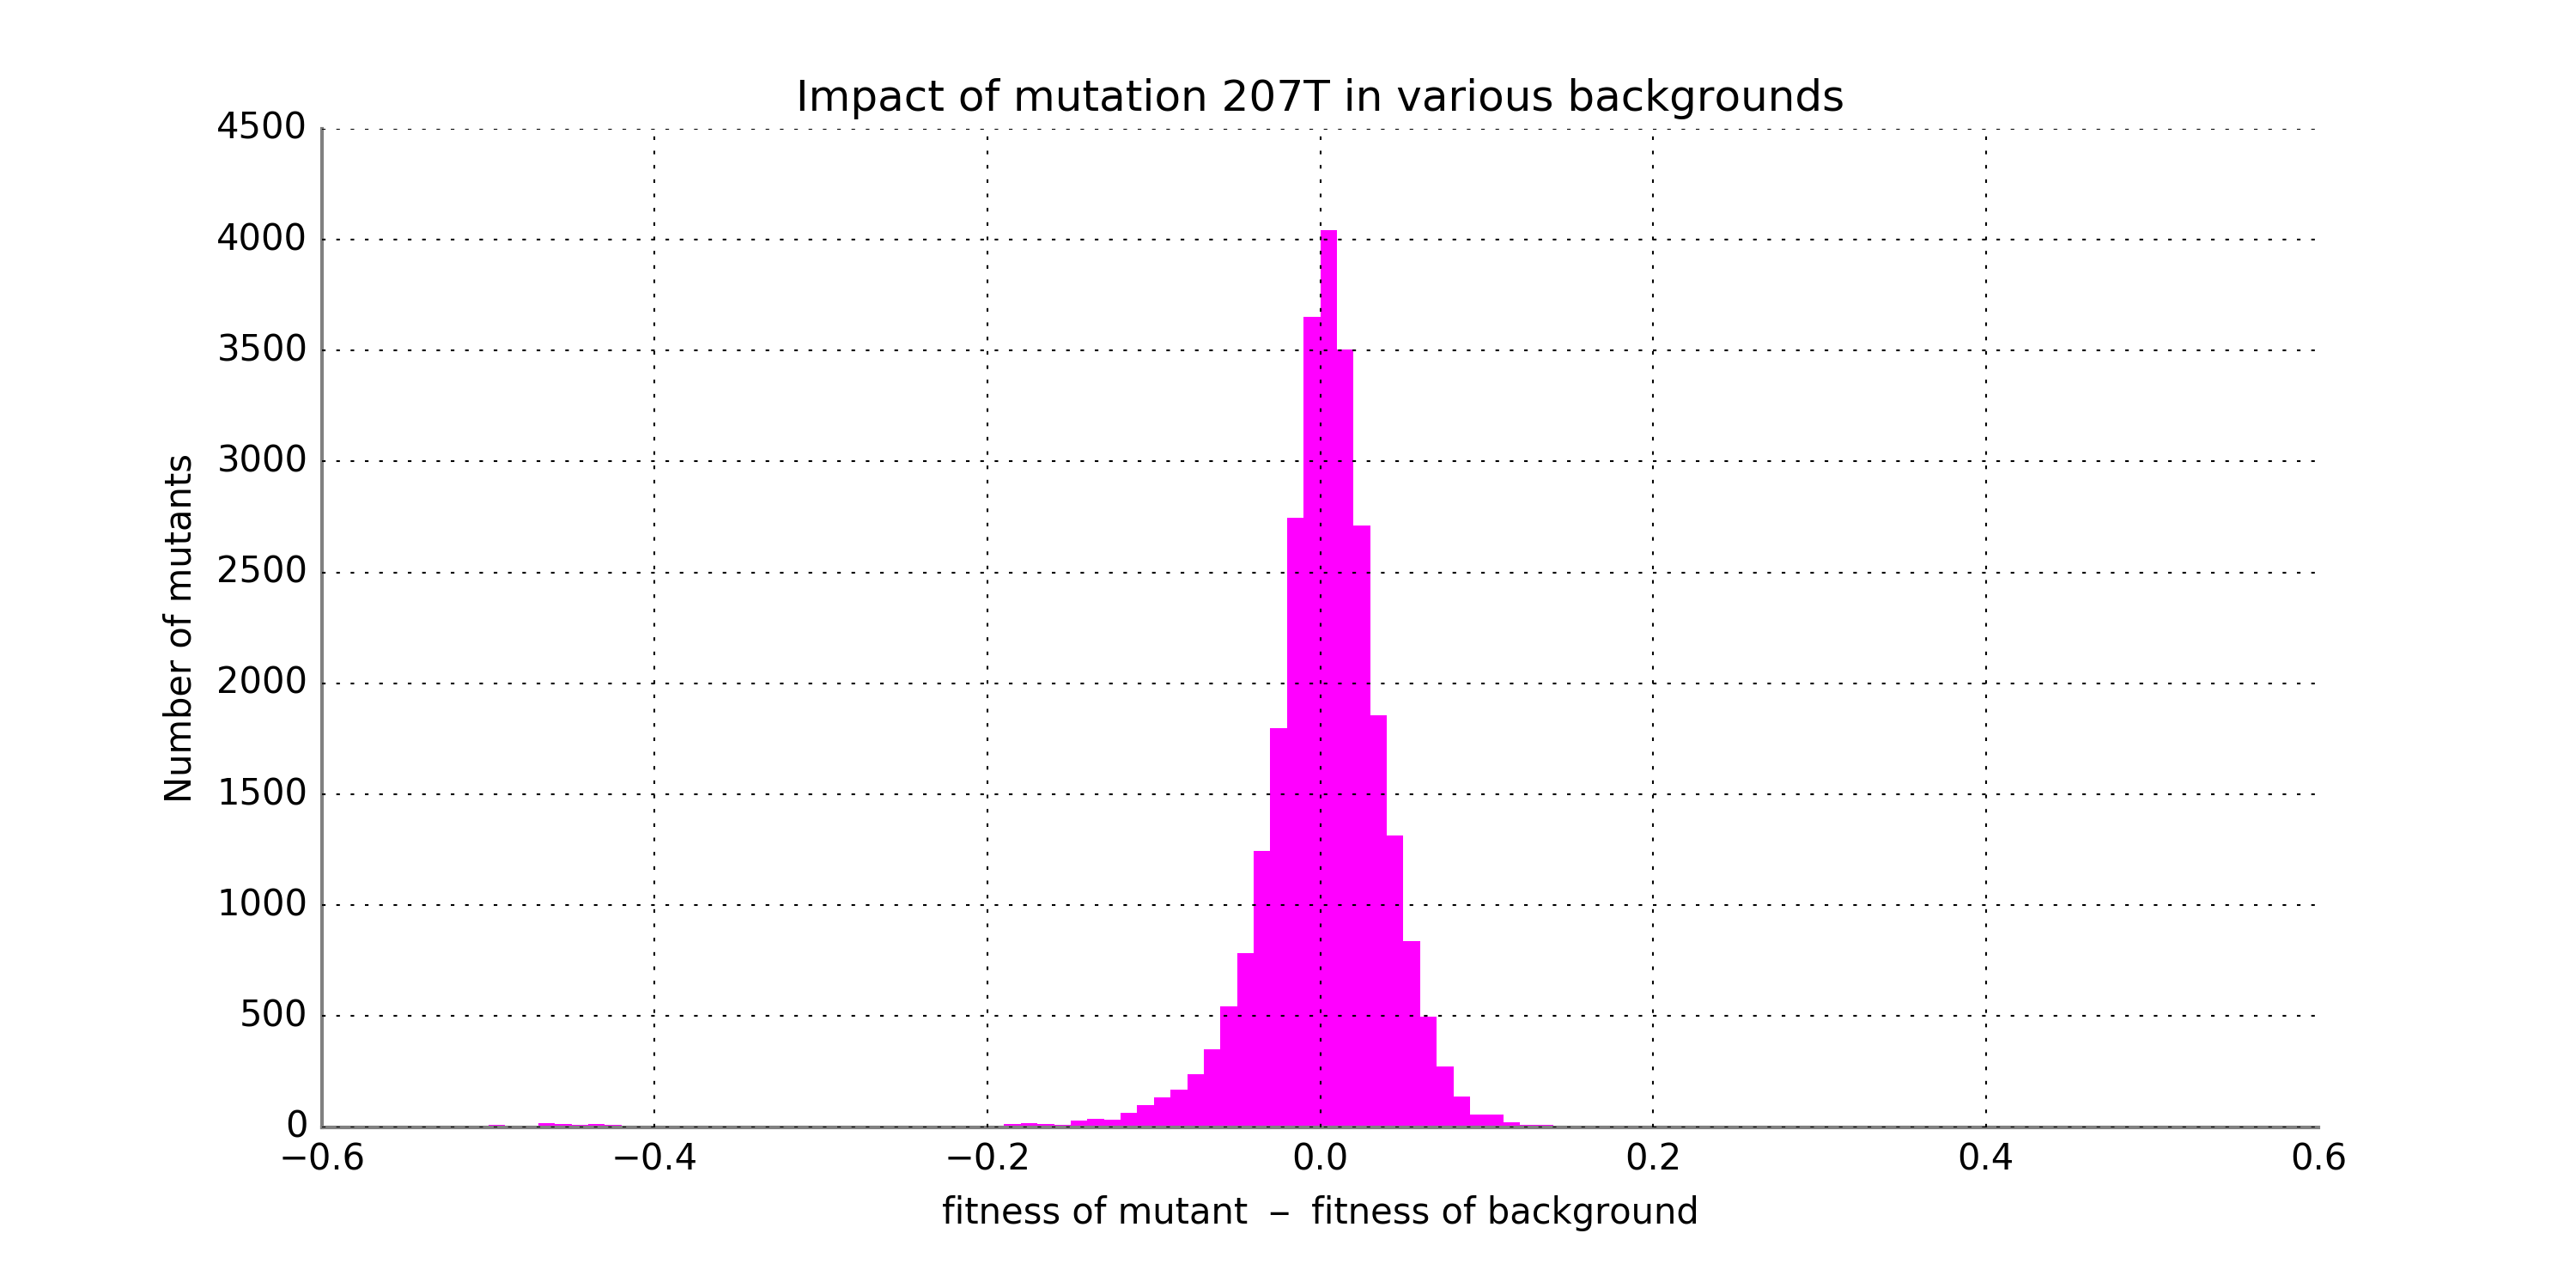 Impact of mutation 207T in various backgrounds
4500
4000
3500
3000
2500
2000
1500
1000
500
0
Number of mutants
−0.6 −0.4 −0.2 0.0 0.2 0.4 0.6
fitness of mutant − fitness of background